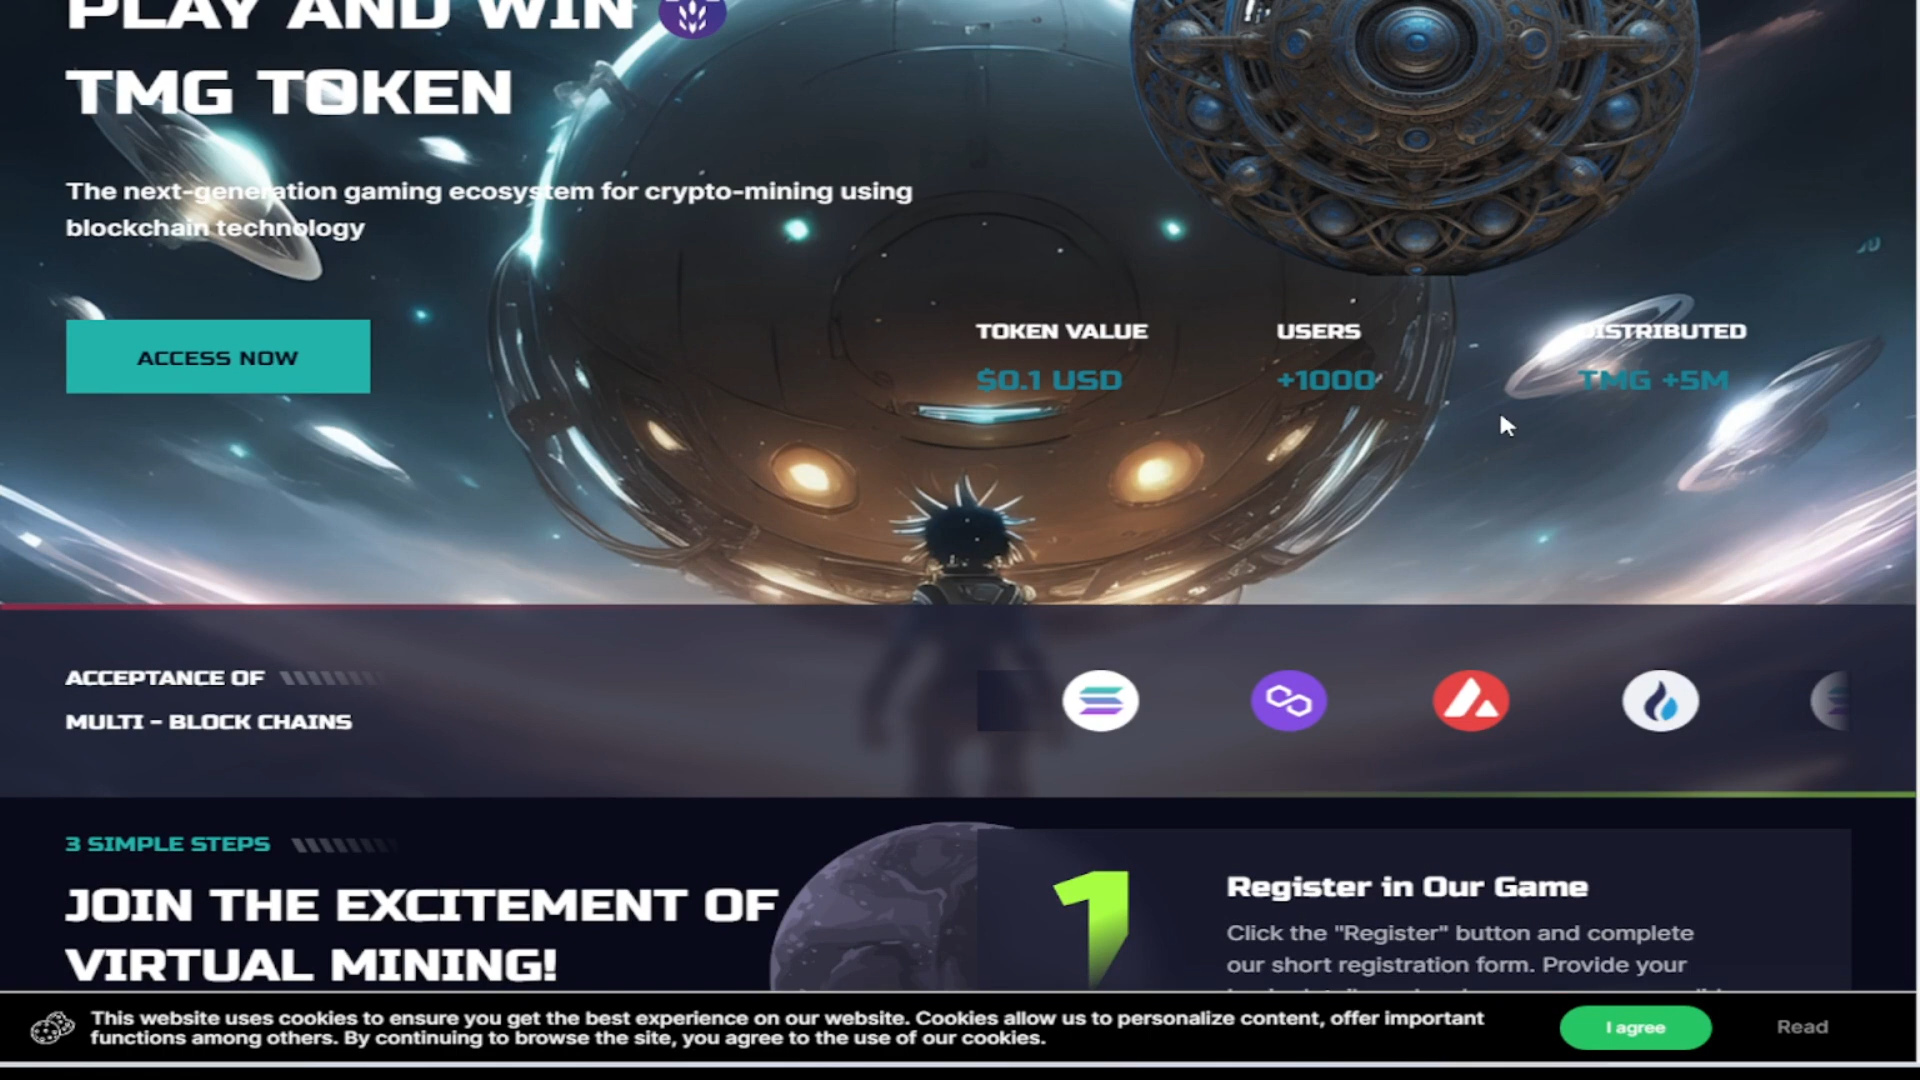 PLAY AND WIN
TMG TOKEN
The next-generation gaming ecosystem for crypto-mining using
blockchain technology
ACCESS NOW
TOKEN VALUE
$0.1 USD
USERS
+1000
DISTRIBUTED
TMG +5M
ACCEPTANCE OF
MULTI - BLOCK CHAINS
3 SIMPLE STEPS
JOIN THE EXCITEMENT OF
VIRTUAL MINING!
1
Register in Our Game
Click the "Register" button and complete
our short registration form. Provide your
This website uses cookies to ensure you get the best experience on our website. Cookies allow us to personalize content, offer important
functions among others. By continuing to browse the site, you agree to the use of our cookies.
I agree
Read